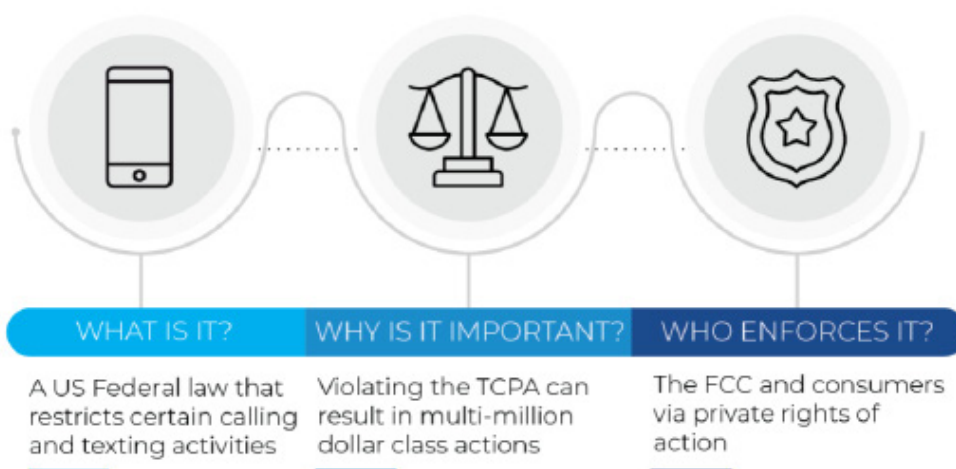 WHAT IS IT?
WHY IS IT IMPORTANT?
WHO ENFORCES IT?
A US Federal law that
restricts certain calling
and texting activities
Violating the TCPA can
result in multi-million
dollar class actions
The FCC and consumers
via private rights of
action